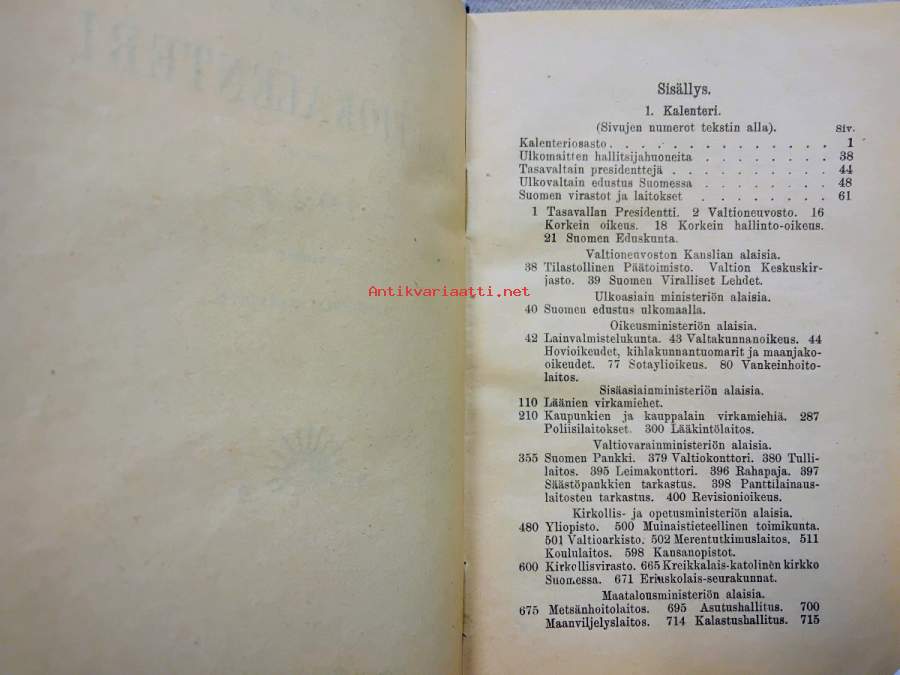 Sisällys.
1. Kalenteri.
(Sivujen numerot tekstin alla). Siv.
Kalenteriosasto . . . . . . . . . . . . . . 1
Ulkomaitten hallitsijahuoneita . . . . . . . . 38
Tasavaltain presidenttejä . . . . . . . . . . 44
Ulkovaltain edustus Suomessa . . . . . . . . 48
Suomen virastot ja laitokset . . . . . . . . 61
1 Tasavallan Presidentti. 2 Valtioneuvosto. 16
Korkein oikeus. 18 Korkein hallinto-oikeus.
21 Suomen Eduskunta.
Valtioneuvoston Kanslian alaisia.
38 Tilastollinen Päätoimisto. Valtion Keskuskir-
jasto. 39 Suomen Viralliset Lehdet.
Antikvariaatti.net
Ulkoasiain ministeriön alaisia.
40 Suomen edustus ulkomaalla.
Oikeusministeriön alaisia.
42 Lainvalmistelukunta. 43 Valtakunnanoikeus. 44
Hovioikeudet, kihlakunnantuomarit ja maanjako-
oikeudet. 77 Sotaylioikeus. 80 Vankeinhoito-
laitos.
Sisäasiainministeriön alaisia.
110 Läänien virkamiehet.
210 Kaupunkien ja kauppalain virkamiehiä. 287
Poliisilaitokset. 300 Lääkintölaitos.
Valtiovarainministeriön alaisia.
355 Suomen Pankki. 379 Valtiokonttori. 380 Tulli-
laitos. 395 Leimakonttori. 396 Rahapaja. 397
Säästöpankkien tarkastus. 398 Panttilainaus-
laitosten tarkastus. 400 Revisionioikeus.
Kirkollis- ja opetusministeriön alaisia.
480 Yliopisto. 500 Muinaistieteellinen toimikunta.
501 Valtioarkisto. 502 Merentutkimuslaitos. 511
Koululaitos. 598 Kansanopistot.
600 Kirkollisvirasto. 665 Kreikkalais-katolinen kirkko
Suomessa. 671 Eriuskolais-seurakunnat.
Maatalousministeriön alaisia.
675 Metsänhoitolaitos. 695 Asutushallitus. 700
Maanviljelyslaitos. 714 Kalastushallitus. 715